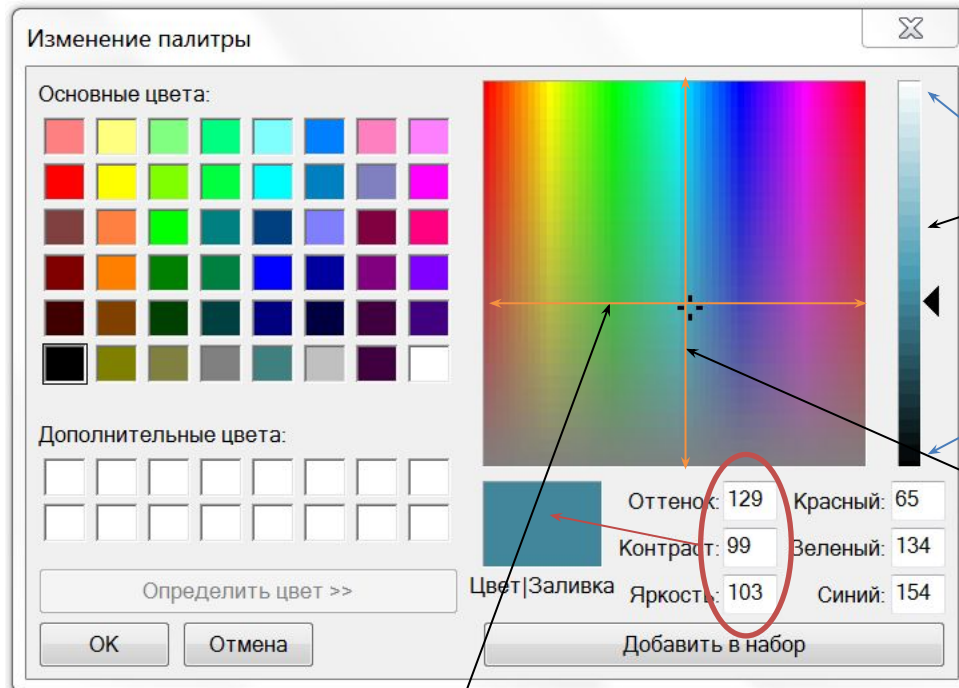 Изменение палитры
Основные цвета:
Дополнительные цвета:
Определить цвет >>
ОК
Отмена
Цвет|Заливка
Оттенок: 129
Контраст: 99
Яркость: 103
Красный: 65
Зеленый: 134
Синий: 154
Добавить в набор